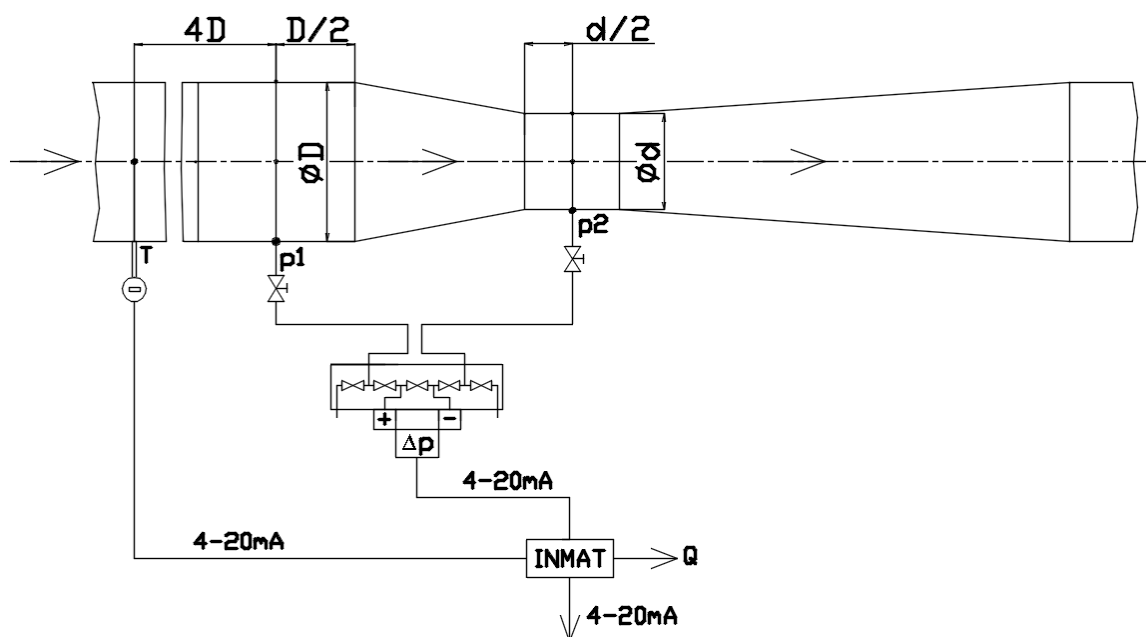 4D
D/2
d/2
øD
ød
T
p1
p2
+
-
Δp
4-20mA
4-20mA
INMAT
Q
4-20mA